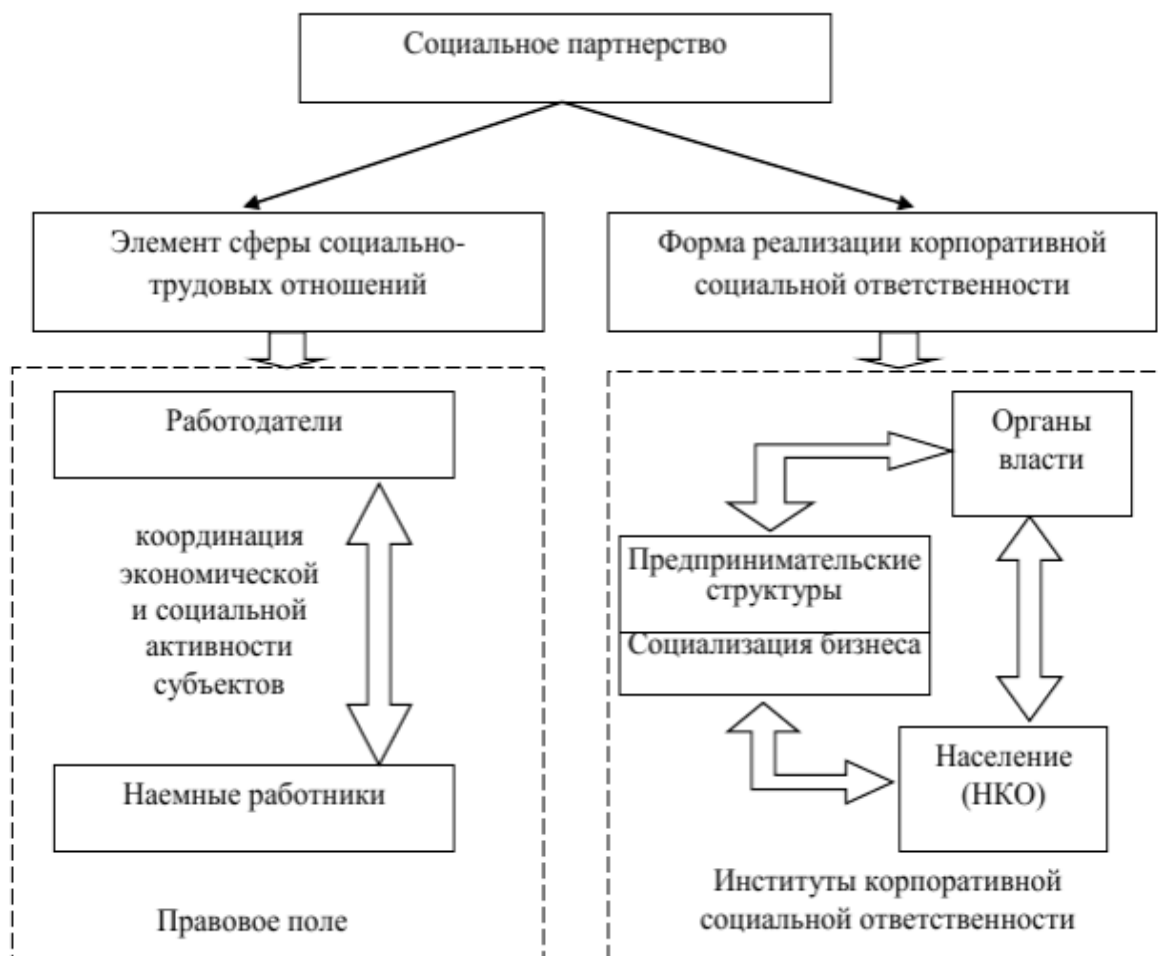 Социальное партнерство
Элемент сферы социально-
трудовых отношений
Форма реализации корпоративной
социальной ответственности
Работодатели
координация
экономической
и социальной
активности
субъектов
Наемные работники
Правовое поле
Органы
власти
Предпринимательские
структуры
Социализация бизнеса
Население
(НКО)
Институты корпоративной
социальной ответственности